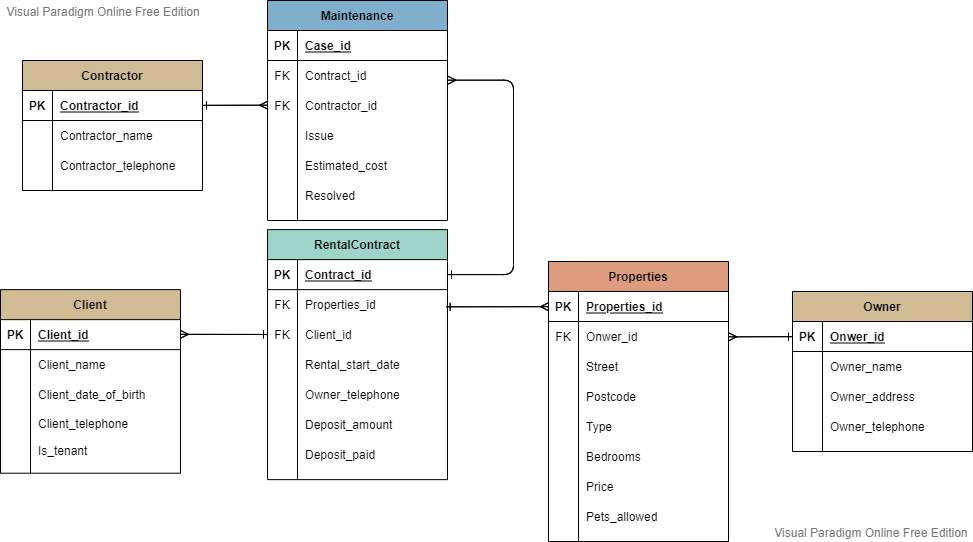 Visual Paradigm Online Free Edition
Maintenance
PK Case_id
FK Contract_id
FK Contractor_id
Issue
Estimated_cost
Resolved
Contractor
PK Contractor_id
Contractor_name
Contractor_telephone
RentalContract
PK Contract_id
FK Properties_id
FK Client_id
Rental_start_date
Owner_telephone
Deposit_amount
Deposit_paid
Client
PK Client_id
Client_name
Client_date_of_birth
Client_telephone
Is_tenant
Properties
PK Properties_id
FK Onwer_id
Street
Postcode
Type
Bedrooms
Price
Pets_allowed
Owner
PK Onwer_id
Owner_name
Owner_address
Owner_telephone
Visual Paradigm Online Free Edition